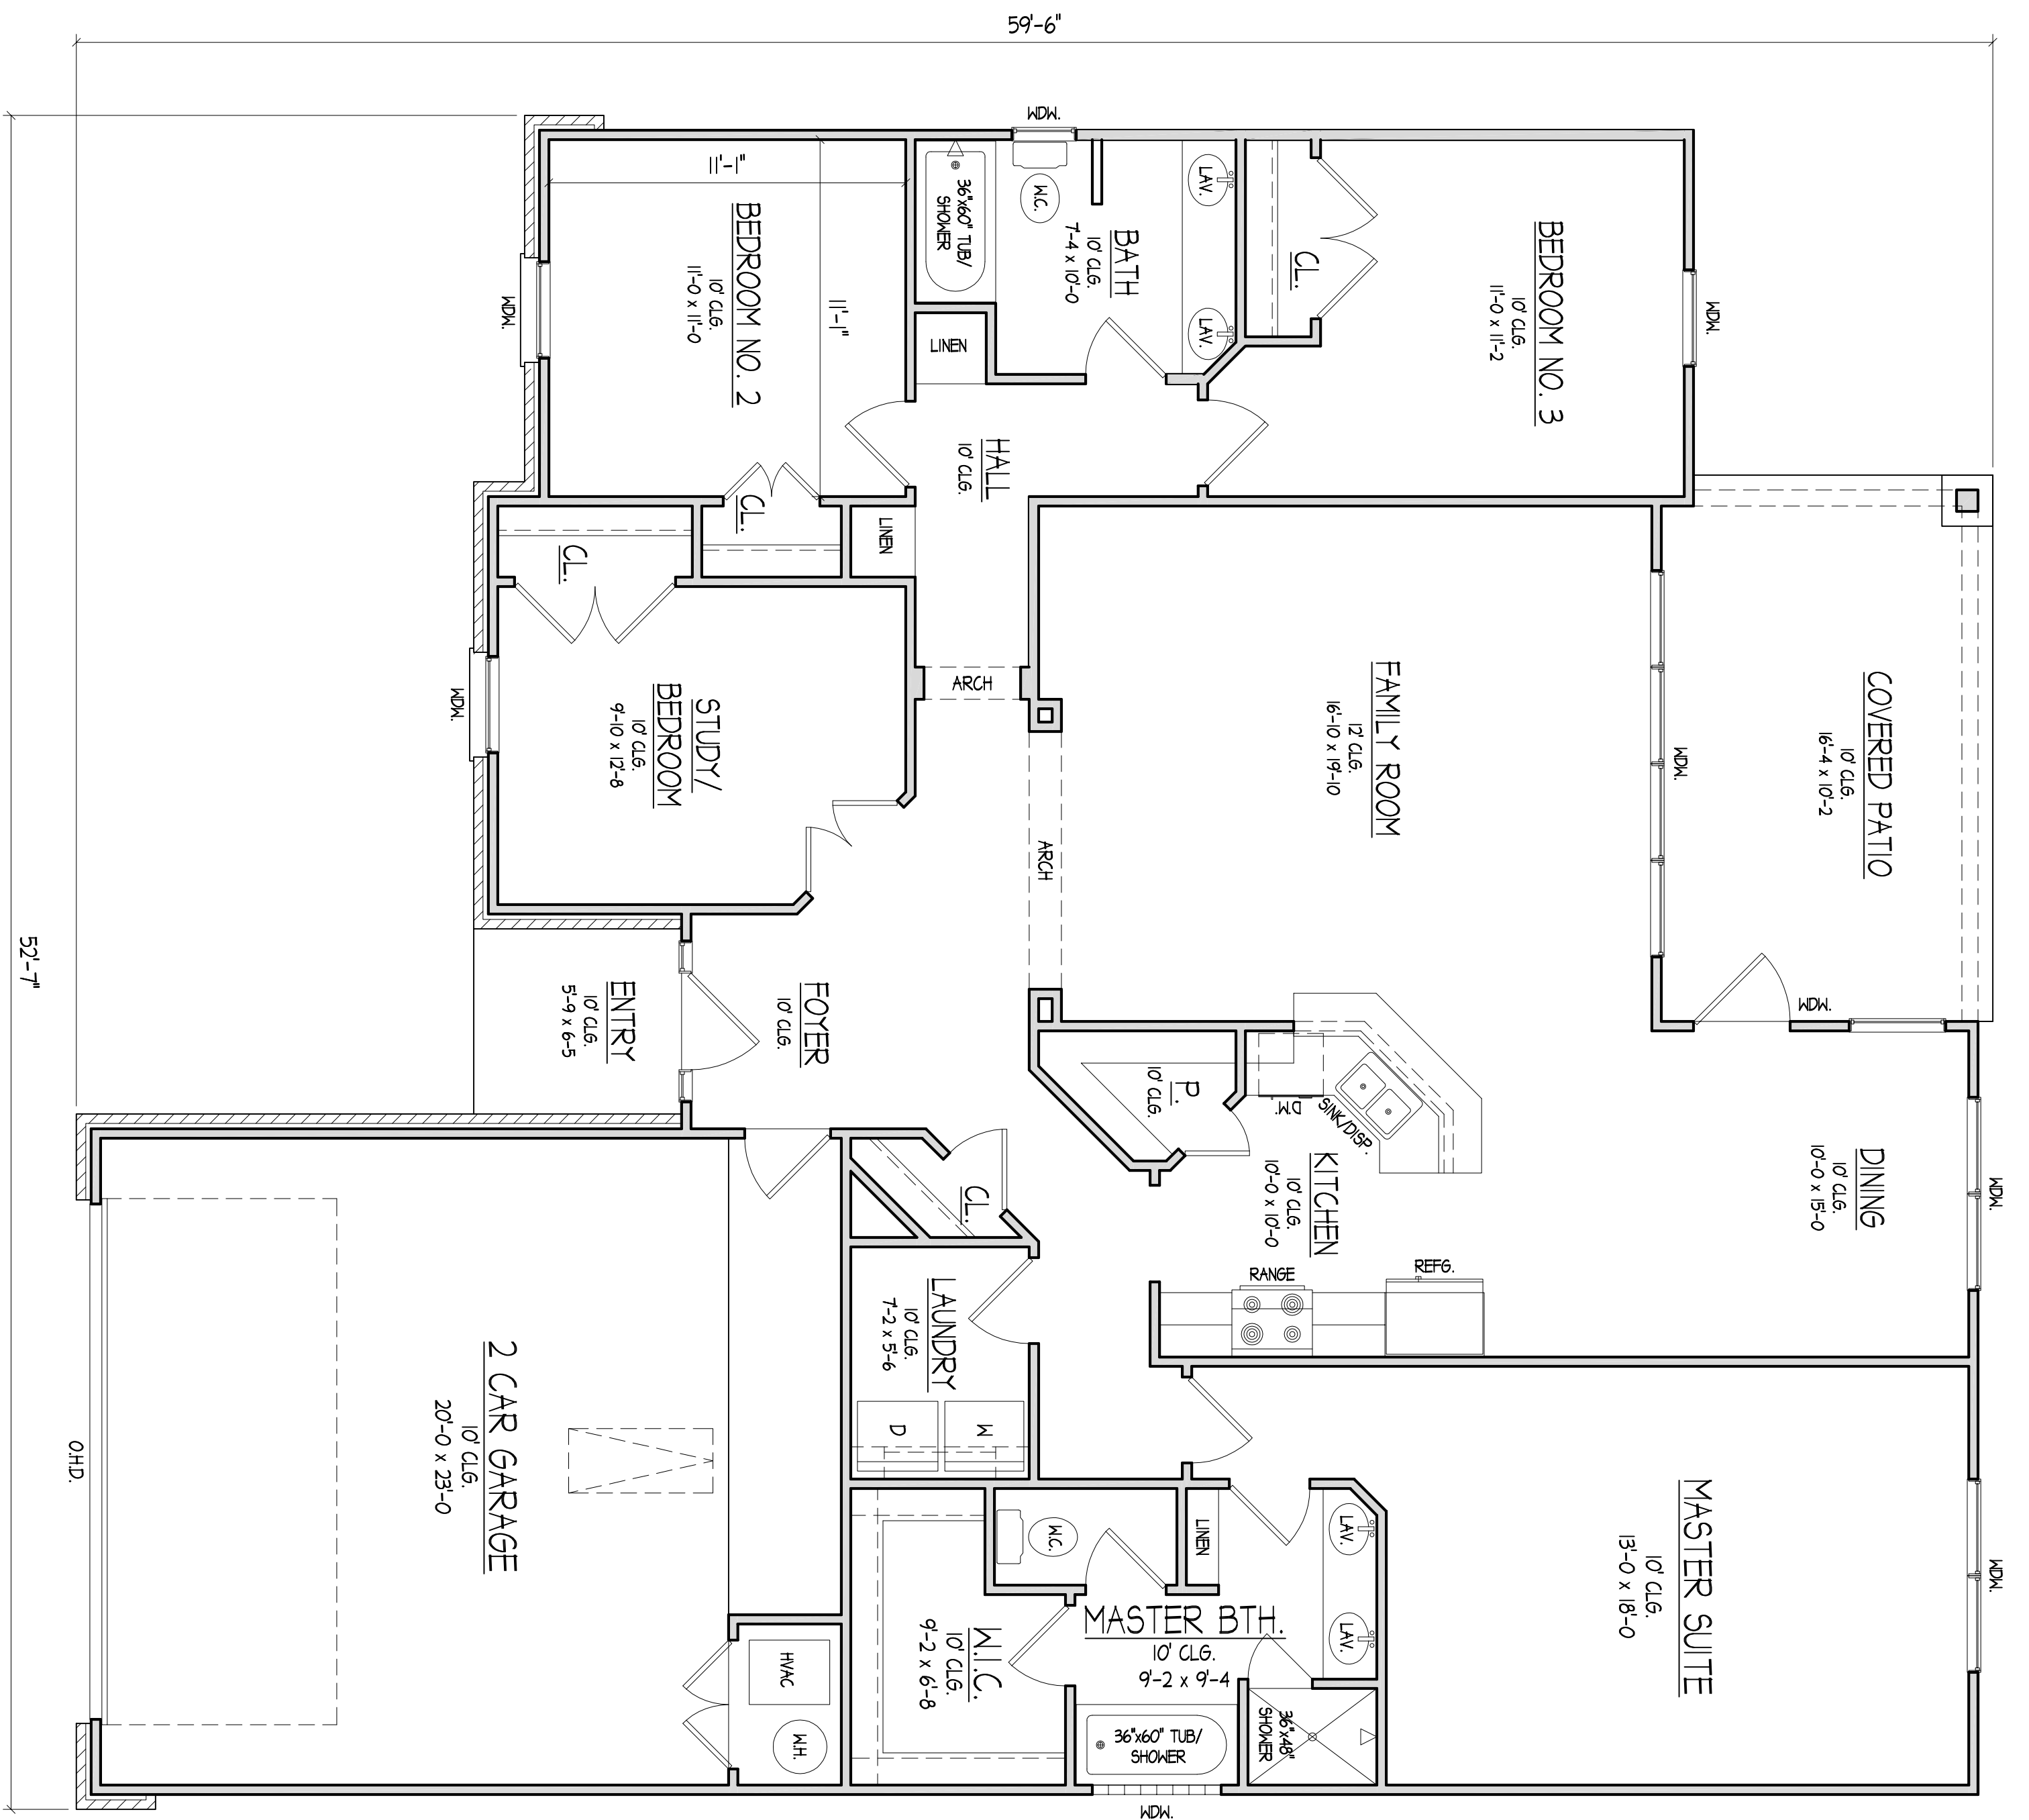 59'-6"
52'-7"
WDW.
BEDROOM NO. 2
10' CLG.
11'-0 x 11'-0
11'-1"
11'-1"
WDW.
36"x60" TUB/
SHOWER
W.C.
BATH
10' CLG.
7'-4 x 10'-0
LAV.
LAV.
LINEN
CL.
BEDROOM NO. 3
10' CLG.
11'-0 x 11'-2
WDW.
HALL
10' CLG.
LINEN
CL.
CL.
STUDY/
BEDROOM
10' CLG.
9'-10 x 12'-8
WDW.
ARCH
ARCH
FAMILY ROOM
12' CLG.
16'-10 x 19'-10
WDW.
COVERED PATIO
10' CLG.
16'-4 x 10'-2
WDW.
ENTRY
10' CLG.
5'-9 x 6-5
FOYER
10' CLG.
P.
10' CLG.
D.W.
SINK/DISP.
KITCHEN
10' CLG.
10'-0 x 10'-0
RANGE
REFG.
DINING
10' CLG.
10'-0 x 15'-0
WDW.
CL.
LAUNDRY
10' CLG.
7'-2 x 5'-6
D
W
2 CAR GARAGE
10' CLG.
20'-0 x 23'-0
O.H.D.
HVAC
W.H.
W.I.C.
10' CLG.
9'-2 x 6'-8
W.C.
LINEN
MASTER BTH.
10' CLG.
9'-2 x 9'-4
LAV.
LAV.
36"x60" TUB/
SHOWER
36"x48"
SHOWER
WDW.
MASTER SUITE
10' CLG.
13'-0 x 18'-0
WDW.